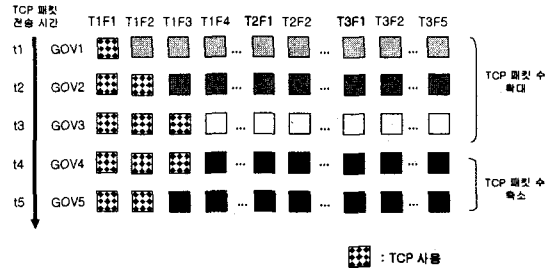 TCP 패킷
전송 시간
T1F1 T1F2 T1F3 T1F4 T2F1 T2F2 T3F1 T3F2 T3F5
t1 GOV1 ... ... ...
t2 GOV2 ... ... ...
t3 GOV3 ... ... ...
t4 GOV4 ... ... ...
t5 GOV5 ... ... ...
TCP 패킷 수
확대
TCP 패킷 수
축소
: TCP 사용